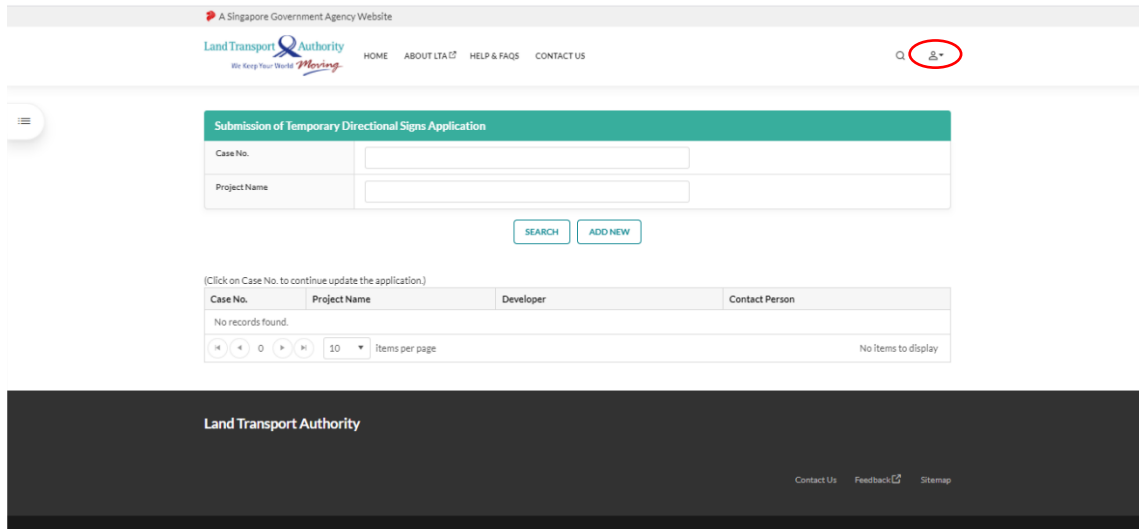 A Singapore Government Agency Website
Land Transport Authority
We Keep Your World Moving
HOME ABOUT LTA HELP & FAQS CONTACT US
Submission of Temporary Directional Signs Application
Case No.
Project Name
SEARCH ADD NEW
(Click on Case No. to continue update the application.)
Case No. Project Name Developer Contact Person
No records found.
0 10 items per page No items to display
Land Transport Authority
Contact Us Feedback Sitemap